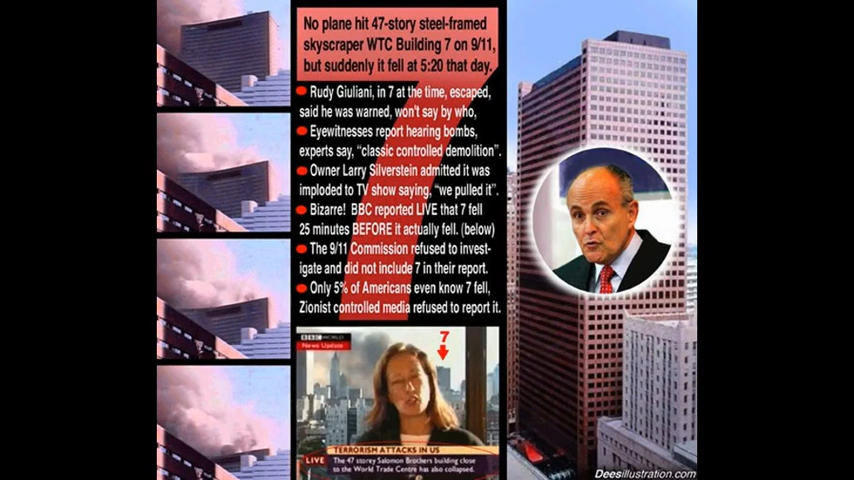 No plane hit 47-story steel-framed
skyscraper WTC Building 7 on 9/11,
but suddenly it fell at 5:20 that day.
Rudy Giuliani, in 7 at the time, escaped,
said he was warned, won't say by who,
Eyewitnesses report hearing bombs,
experts say, “classic controlled demolition”.
Owner Larry Silverstein admitted it was
imploded to TV show saying, “we pulled it”.
Bizarre! BBC reported LIVE that 7 fell
25 minutes BEFORE it actually fell. (below)
The 9/11 Commission refused to invest-
igate and did not include 7 in their report.
Only 5% of Americans even know 7 fell,
Zionist controlled media refused to report it.
BBC WORLD
News Update
7
TERRORISM ATTACKS IN US
LIVE The 47 storey Salomon Brothers building close
to the World Trade Centre has also collapsed.
Deesillustration.com